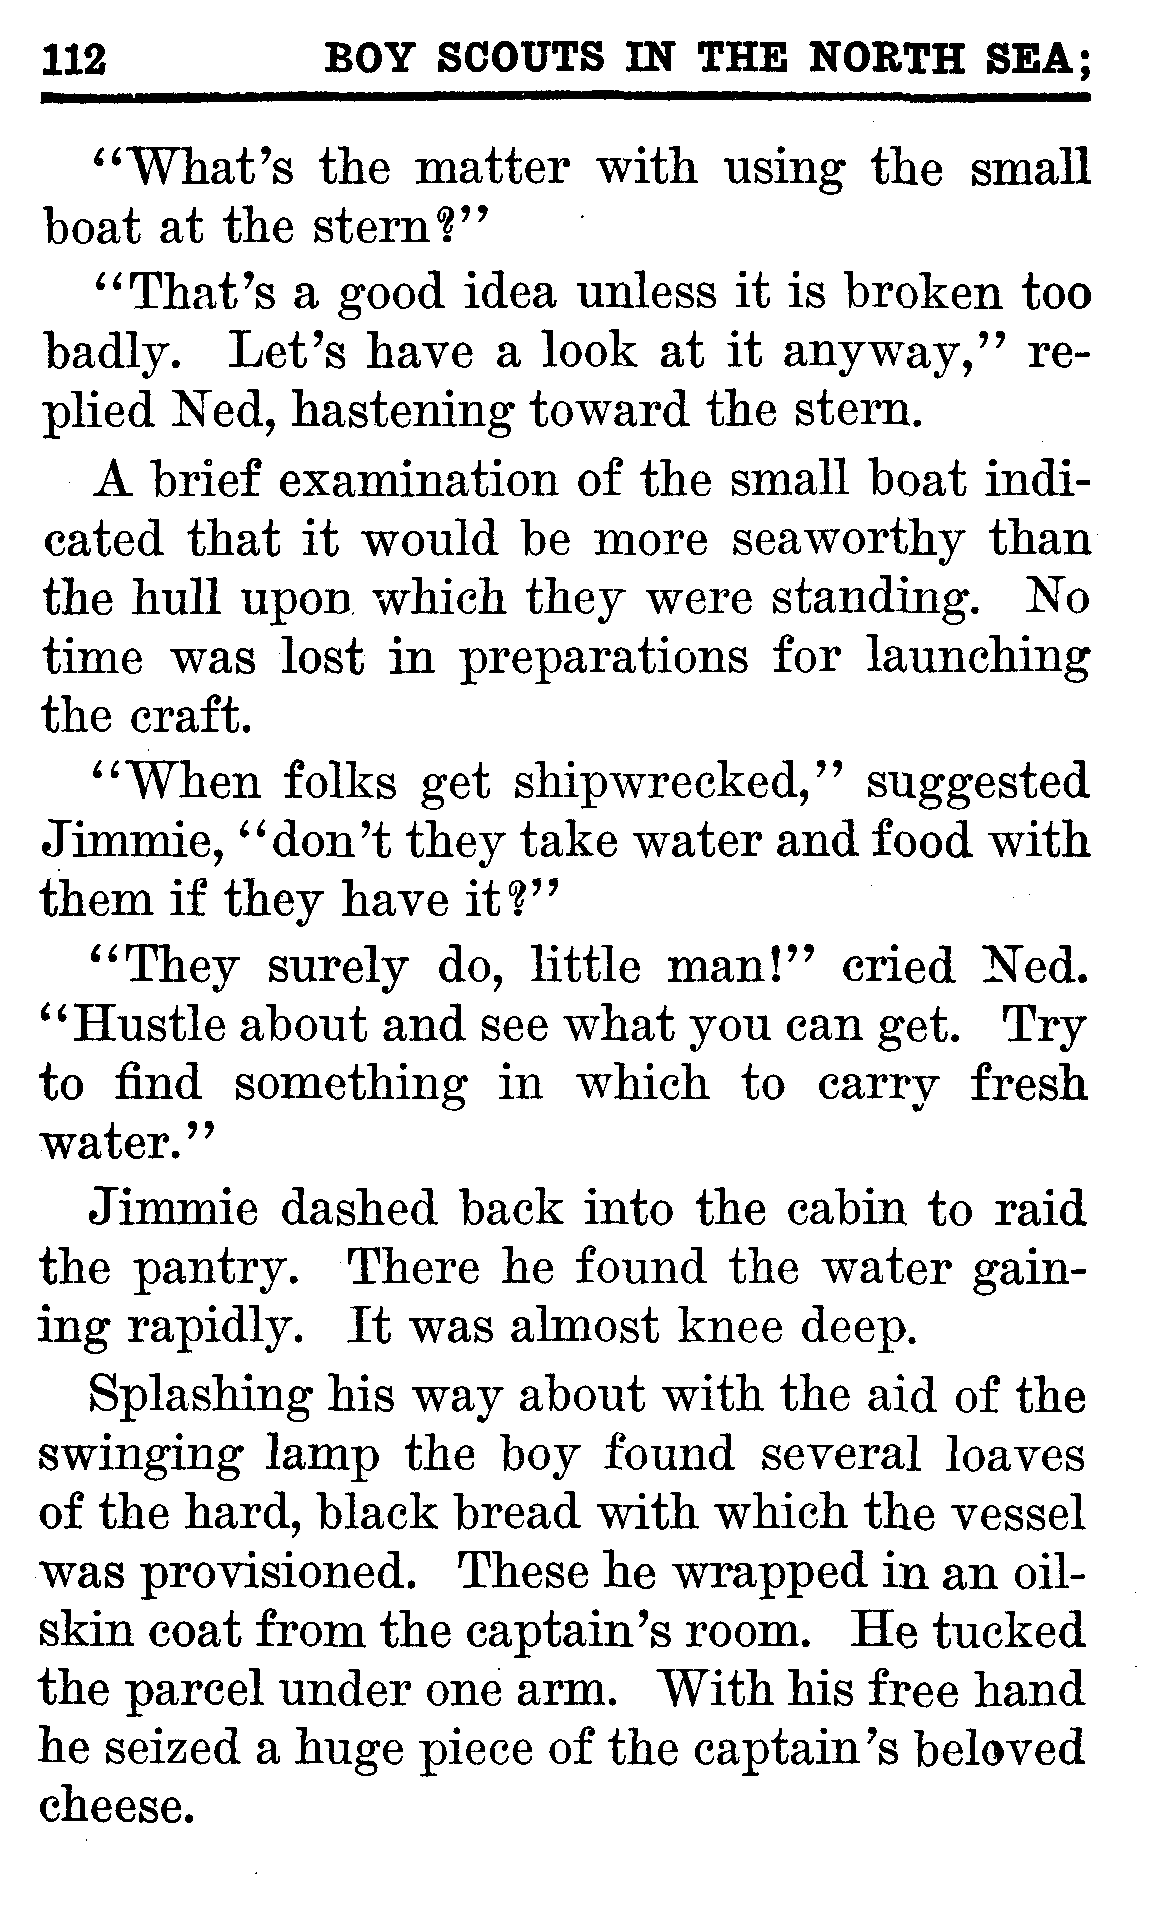 112 BOY SCOUTS IN THE NORTH SEA;
"What's the matter with using the small
boat at the stern?"
"That's a good idea unless it is broken too
badly. Let's have a look at it anyway," re-
plied Ned, hastening toward the stern.
A brief examination of the small boat indi-
cated that it would be more seaworthy than
the hull upon which they were standing. No
time was lost in preparations for launching
the craft.
"When folks get shipwrecked," suggested
Jimmie, "don't they take water and food with
them if they have it?"
"They surely do, little man!" cried Ned.
"Hustle about and see what you can get. Try
to find something in which to carry fresh
water."
Jimmie dashed back into the cabin to raid
the pantry. There he found the water gain-
ing rapidly. It was almost knee deep.
Splashing his way about with the aid of the
swinging lamp the boy found several loaves
of the hard, black bread with which the vessel
was provisioned. These he wrapped in an oil-
skin coat from the captain's room. He tucked
the parcel under one arm. With his free hand
he seized a huge piece of the captain's beloved
cheese.